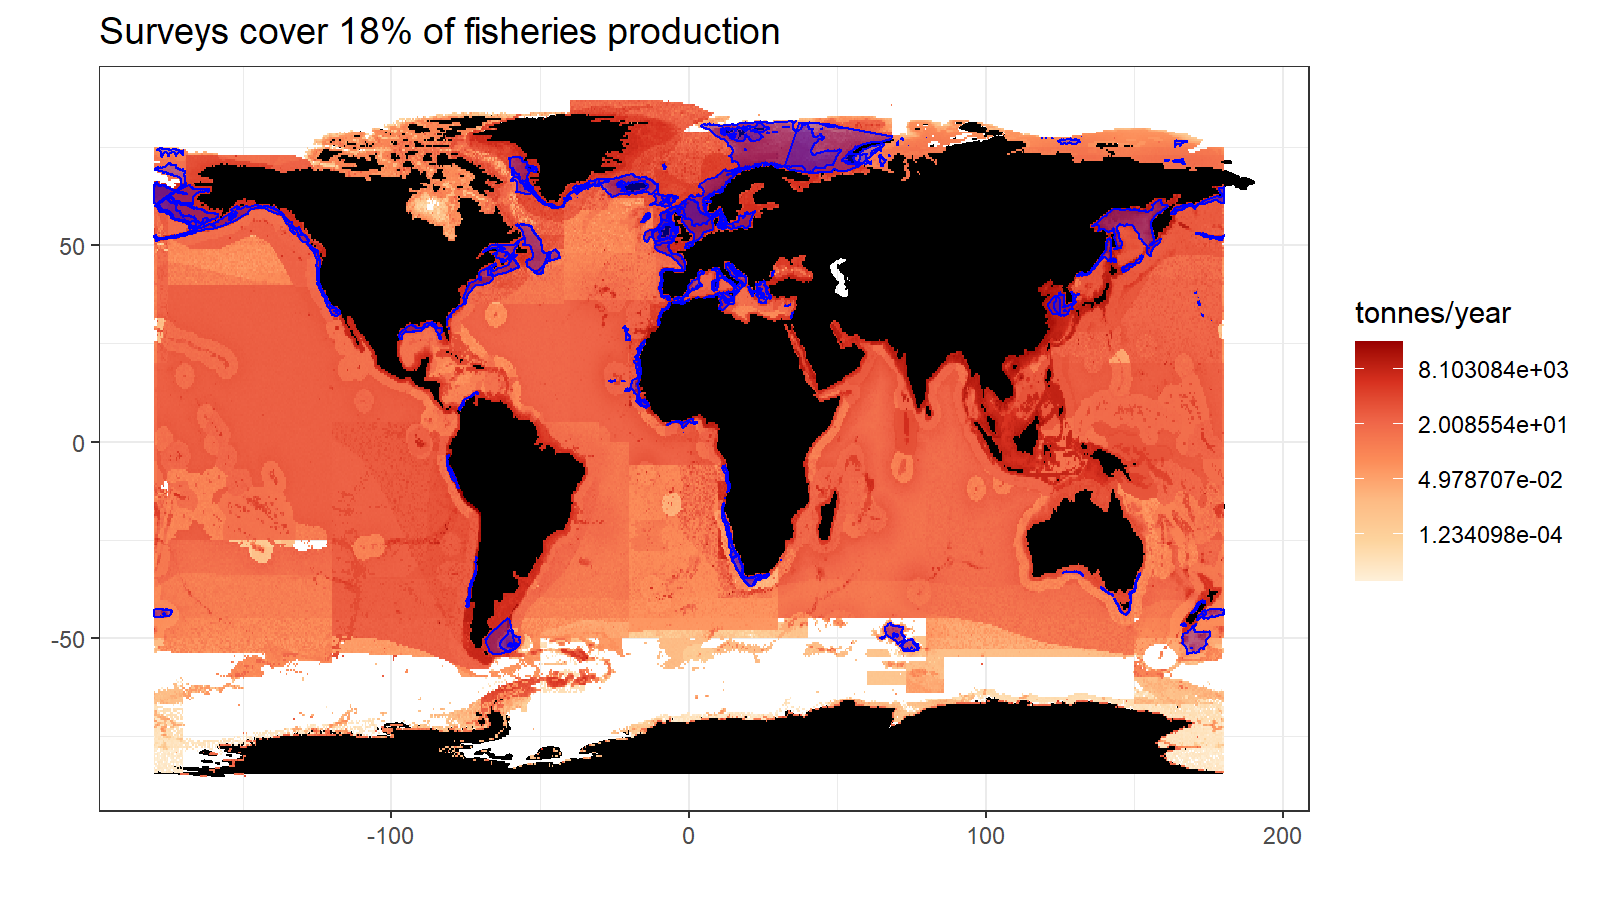 Surveys cover 18% of fisheries production
tonnes/year
8.103084e+03
2.008554e+01
4.978707e-02
1.234098e-04
50
0
-50
-100
0
100
200